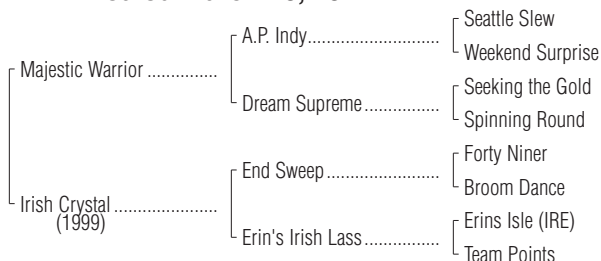 Seattle Slew
A.P. Indy
Weekend Surprise
Majestic Warrior
Seeking the Gold
Dream Supreme
Spinning Round
Forty Niner
End Sweep
Broom Dance
Irish Crystal
(1999)
Erins Isle (IRE)
Erin's Irish Lass
Team Points